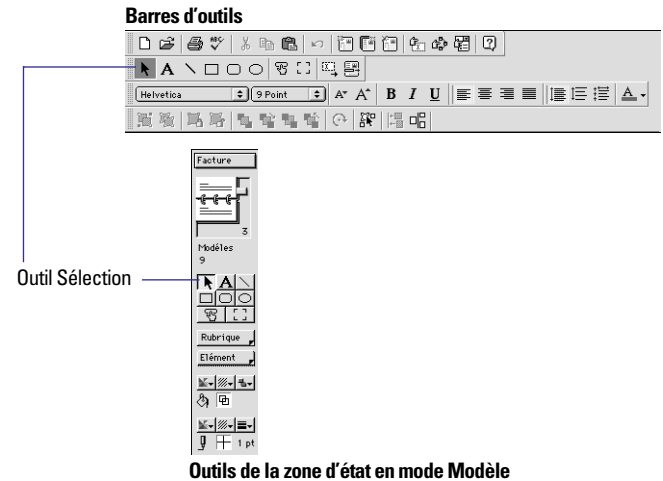 Barres d’outils
Helvetica 9 Point B I U A
Facture
3
Modèles
9
Outil Sélection
A
Rubrique
Elément
1 pt
Outils de la zone d’état en mode Modèle